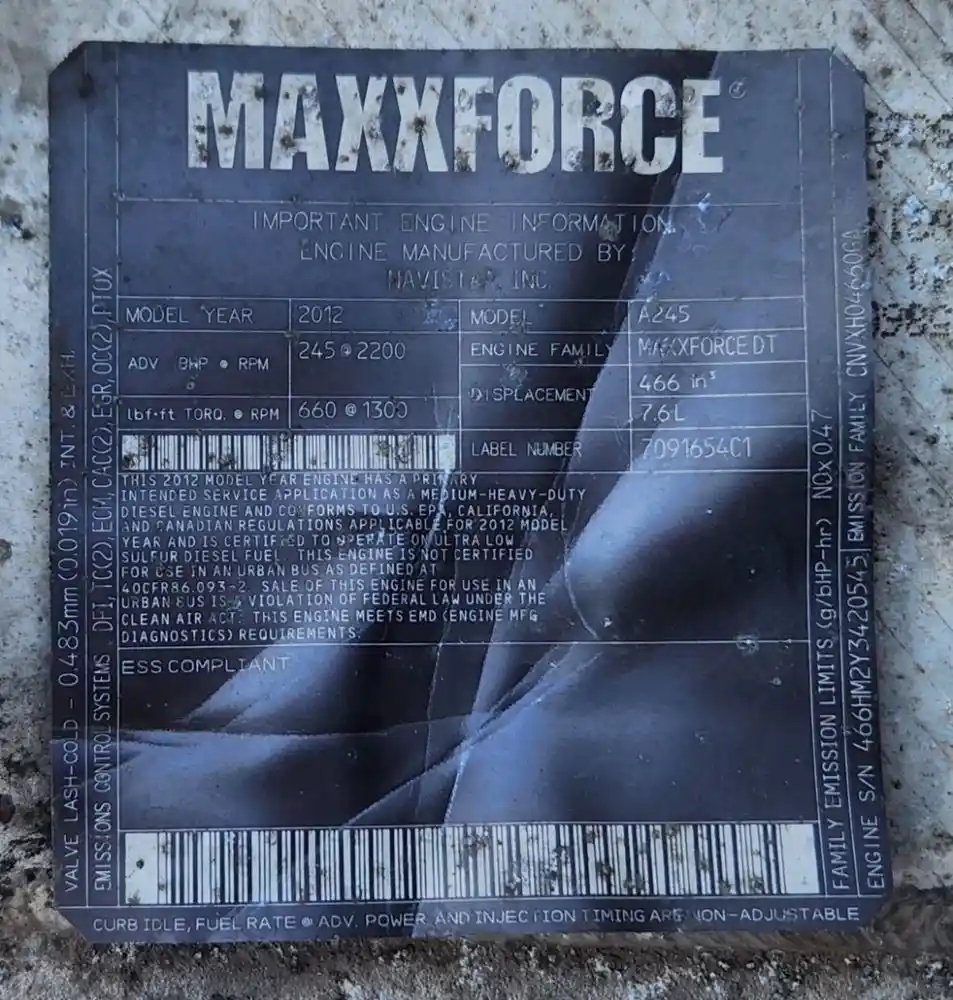 MAXXFORCE®
IMPORTANT ENGINE INFORMATION
ENGINE MANUFACTURED BY:
NAVISTAR, INC
MODEL YEAR 2012
ADV BHP @ RPM 245 @ 2200
lbf·ft TORQ. @ RPM 660 @ 1300
MODEL A245
ENGINE FAMILY MAXXFORCE DT
DISPLACEMENT 466 in³
7.6 L
LABEL NUMBER 7091654C1
THIS 2012 MODEL YEAR ENGINE HAS A PRIMARY
INTENDED SERVICE APPLICATION AS A MEDIUM-HEAVY-DUTY
DIESEL ENGINE AND CONFORMS TO U.S. EPA, CALIFORNIA,
AND CANADIAN REGULATIONS APPLICABLE FOR 2012 MODEL
YEAR AND IS CERTIFIED TO OPERATE ON ULTRA LOW
SULFUR DIESEL FUEL. THIS ENGINE IS NOT CERTIFIED
FOR USE IN AN URBAN BUS AS DEFINED AT
40CFR86.093-2. SALE OF THIS ENGINE FOR USE IN AN
URBAN BUS IS A VIOLATION OF FEDERAL LAW UNDER THE
CLEAN AIR ACT. THIS ENGINE MEETS EMD (ENGINE MFG
DIAGNOSTICS) REQUIREMENTS.
ESS COMPLIANT
VALVE LASH-COLD - 0.483mm (0.019in) INT. & EXH.
EMISSIONS CONTROL SYSTEMS DFI, TC(2), ECM, CAC(2), EGR, OC(2), PTOX
FAMILY EMISSION LIMITS (g/bHP-hr) NOx 0.47
ENGINE S/N 466HM2Y3420545 EMISSION FAMILY CNVXH04660GA
CURB IDLE, FUEL RATE @ ADV. POWER AND INJECTION TIMING ARE NON-ADJUSTABLE